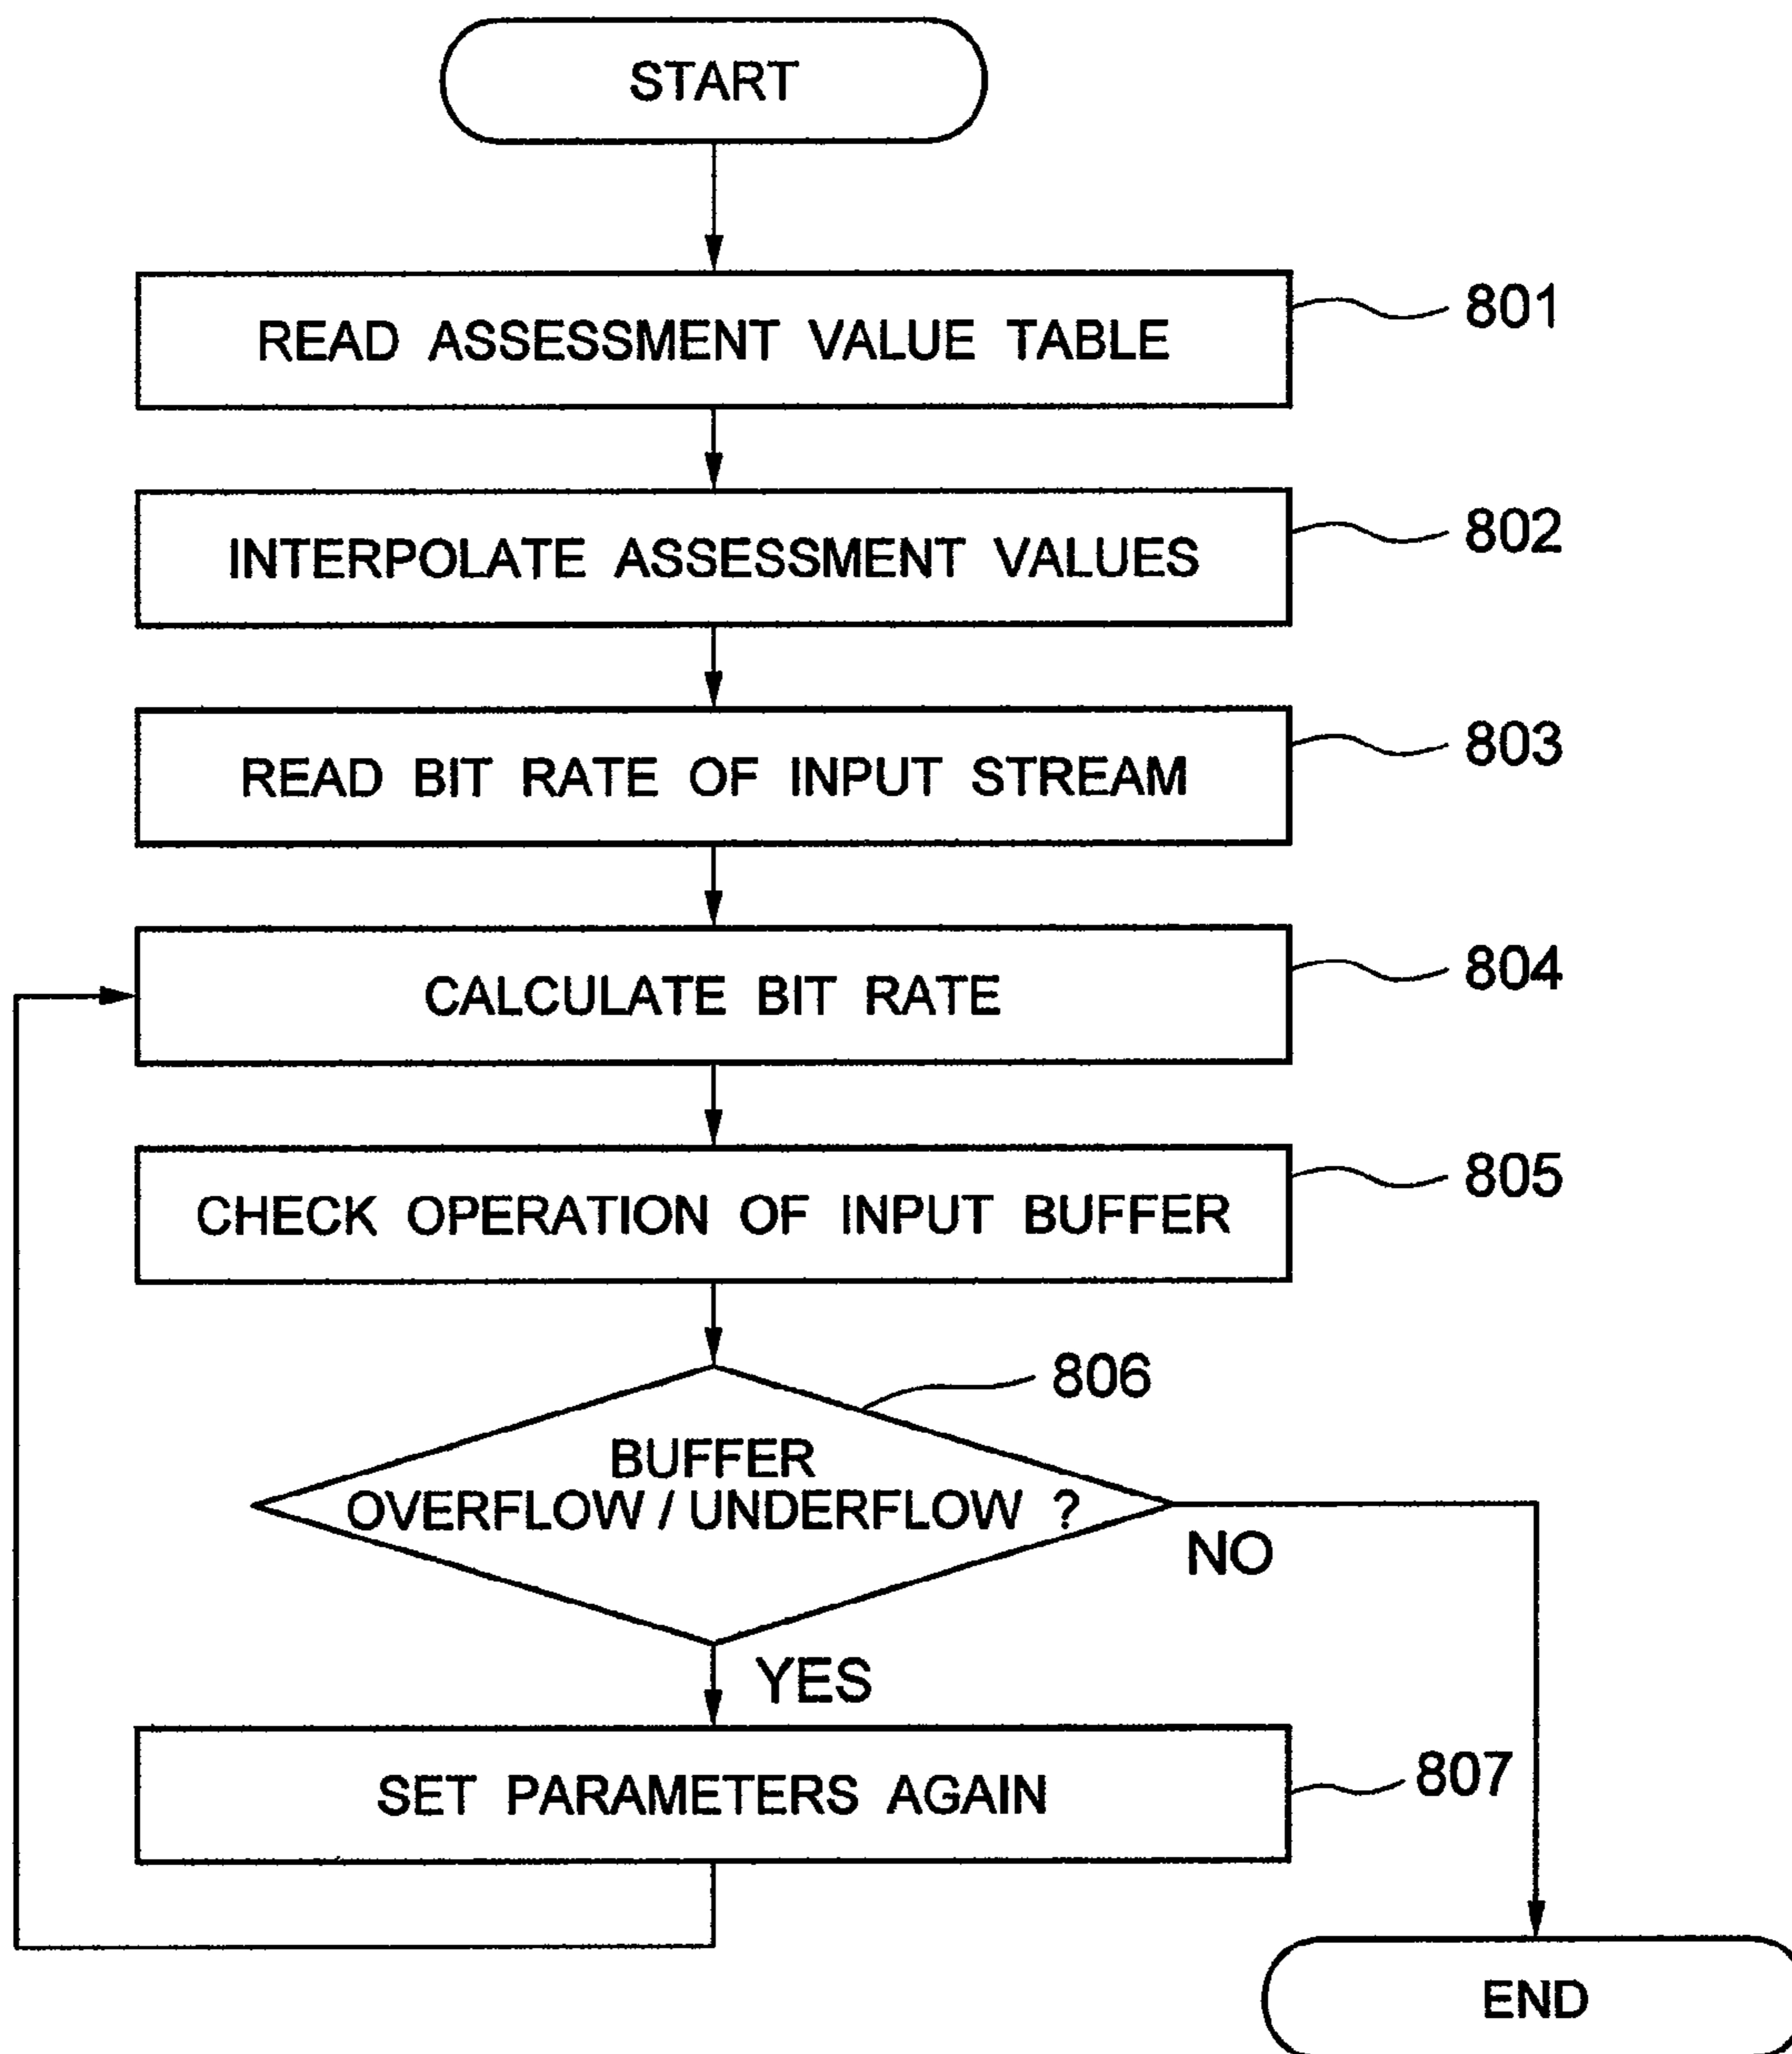 START
READ ASSESSMENT VALUE TABLE
801
INTERPOLATE ASSESSMENT VALUES
802
READ BIT RATE OF INPUT STREAM
803
CALCULATE BIT RATE
804
CHECK OPERATION OF INPUT BUFFER
805
806
BUFFER
OVERFLOW / UNDERFLOW ?
NO
YES
SET PARAMETERS AGAIN
807
END